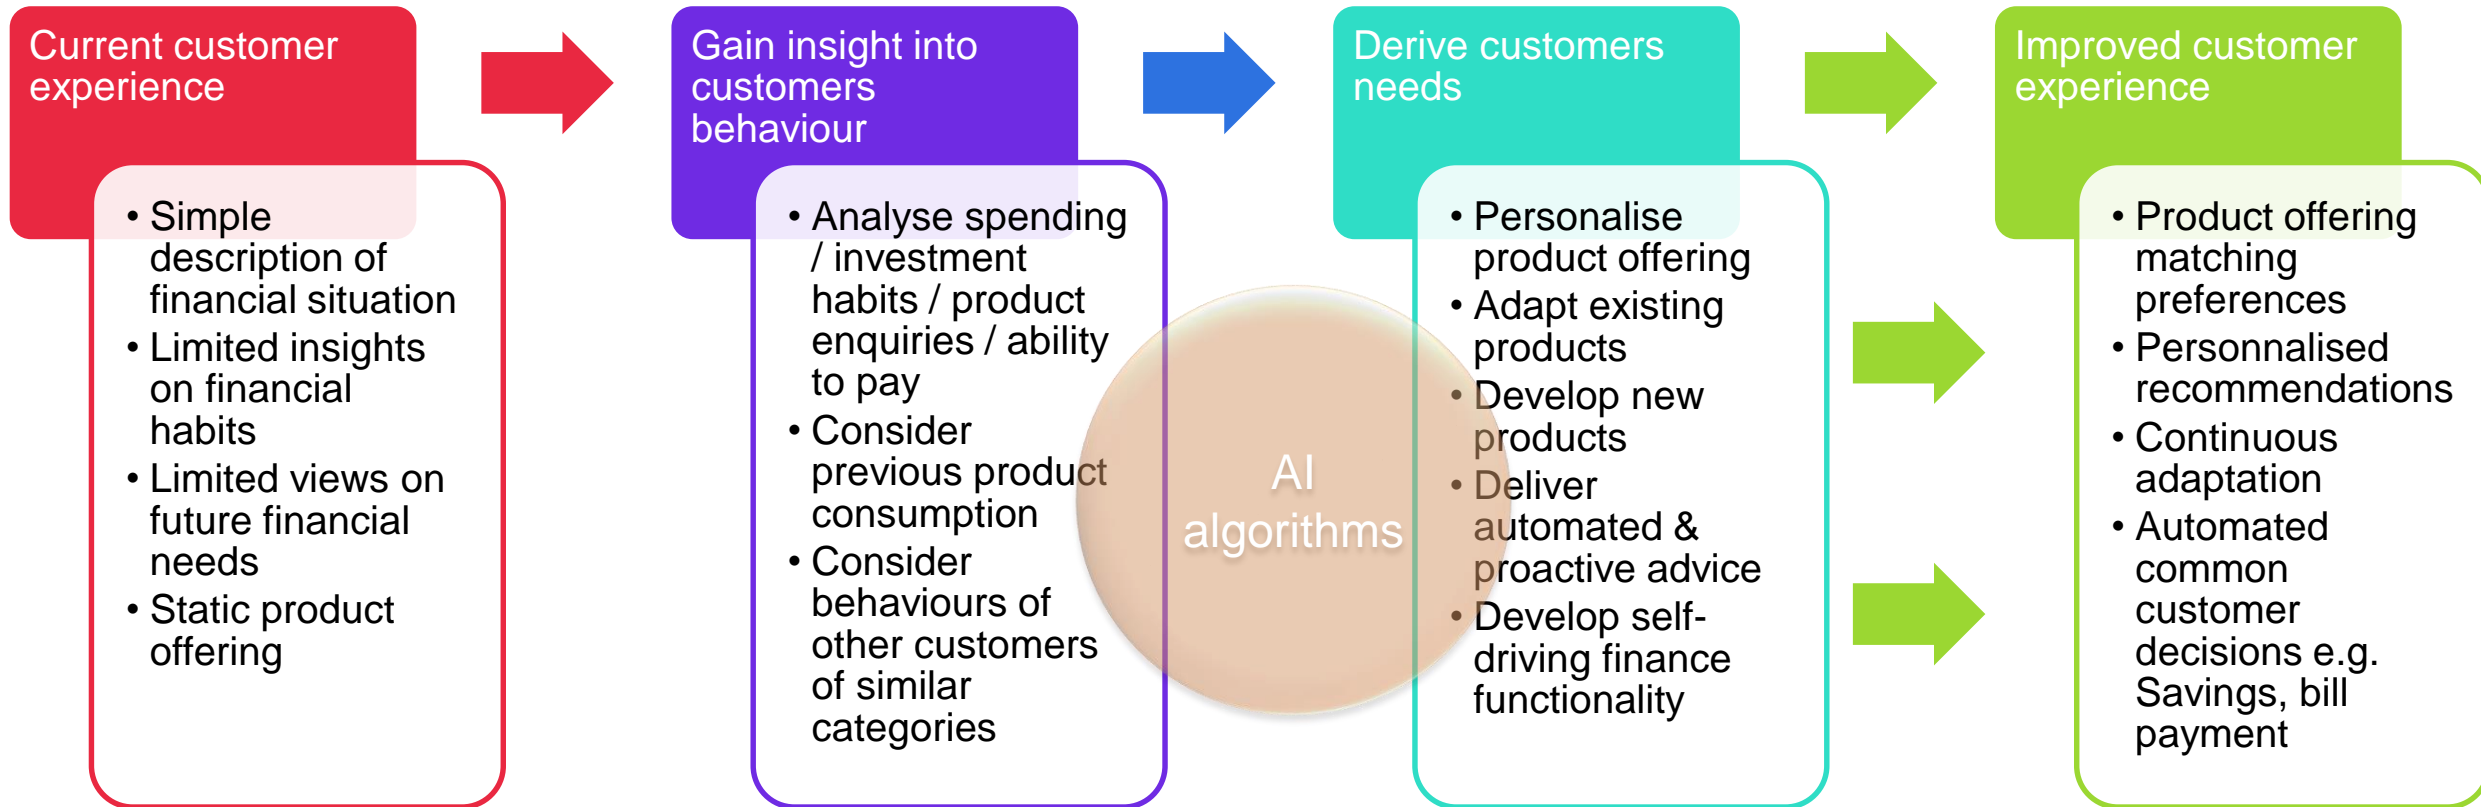 Current customer
experience
• Simple
description of
financial situation
• Limited insights
on financial
habits
• Limited views on
future financial
needs
• Static product
offering
Gain insight into
customers
behaviour
• Analyse spending
/ investment
habits / product
enquiries / ability
to pay
• Consider
previous product
consumption
• Consider
behaviours of
other customers
of similar
categories
AI
algorithms
Derive customers
needs
• Personalise
product offering
• Adapt existing
products
• Develop new
products
• Deliver
automated &
proactive advice
• Develop self-
driving finance
functionality
Improved customer
experience
• Product offering
matching
preferences
• Personnalised
recommendations
• Continuous
adaptation
• Automated
common
customer
decisions e.g.
Savings, bill
payment